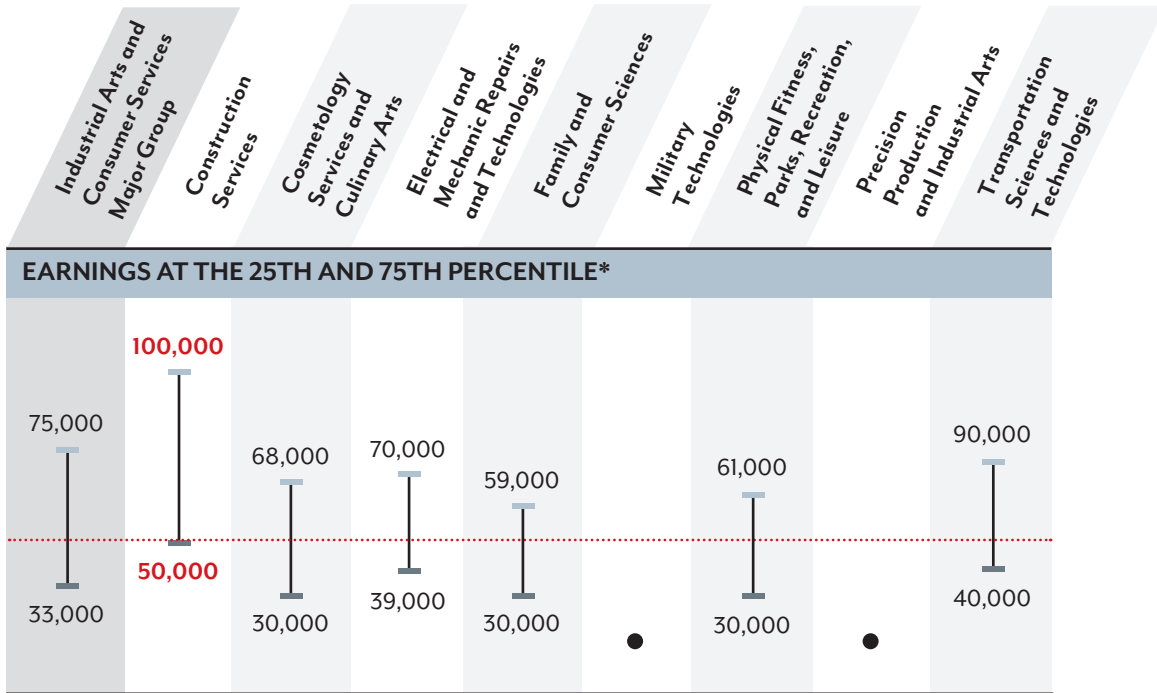 Industrial Arts and
Consumer Services
Major Group
Construction
Services
Cosmetology
Services and
Culinary Arts
Electrical and
Mechanic Repairs
and Technologies
Family and
Consumer Sciences
Military
Technologies
Physical Fitness,
Parks, Recreation,
and Leisure
Precision
Production
and Industrial Arts
Transportation
Sciences and
Technologies
EARNINGS AT THE 25TH AND 75TH PERCENTILE*
75,000
33,000
100,000
50,000
68,000
30,000
70,000
39,000
59,000
30,000
61,000
30,000
90,000
40,000